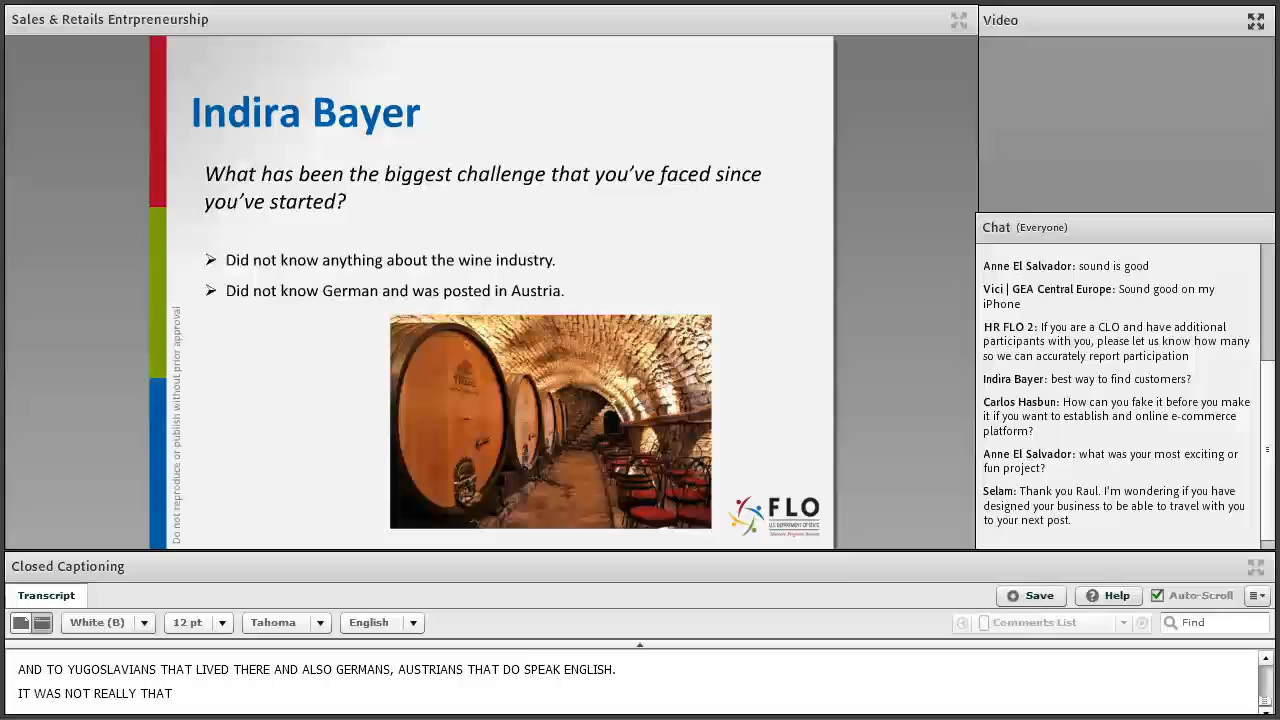 Sales & Retails Entrpreneurship
Indira Bayer
What has been the biggest challenge that you've faced since
you've started?
➢ Did not know anything about the wine industry.
➢ Did not know German and was posted in Austria.
Do not reproduce or publish without prior approval
FLO
U.S. DEPARTMENT OF STATE
Video
Chat (Everyone)
Anne El Salvador: sound is good
Vici | GEA Central Europe: Sound good on my
iPhone
HR FLO 2: If you are a CLO and have additional
participants with you, please let us know how many
so we can accurately report participation
Indira Bayer: best way to find customers?
Carlos Hasbun: How can you fake it before you make
it if you want to establish and online e-commerce
platform?
Anne El Salvador: what was your most exciting or
fun project?
Selam: Thank you Raul. I'm wondering if you have
designed your business to be able to travel with you
to your next post.
Closed Captioning
Transcript
Save
Help
Auto-Scroll
White (B)
12 pt
Tahoma
English
Comments List
Find
AND TO YUGOSLAVIANS THAT LIVED THERE AND ALSO GERMANS, AUSTRIANS THAT DO SPEAK ENGLISH.
IT WAS NOT REALLY THAT